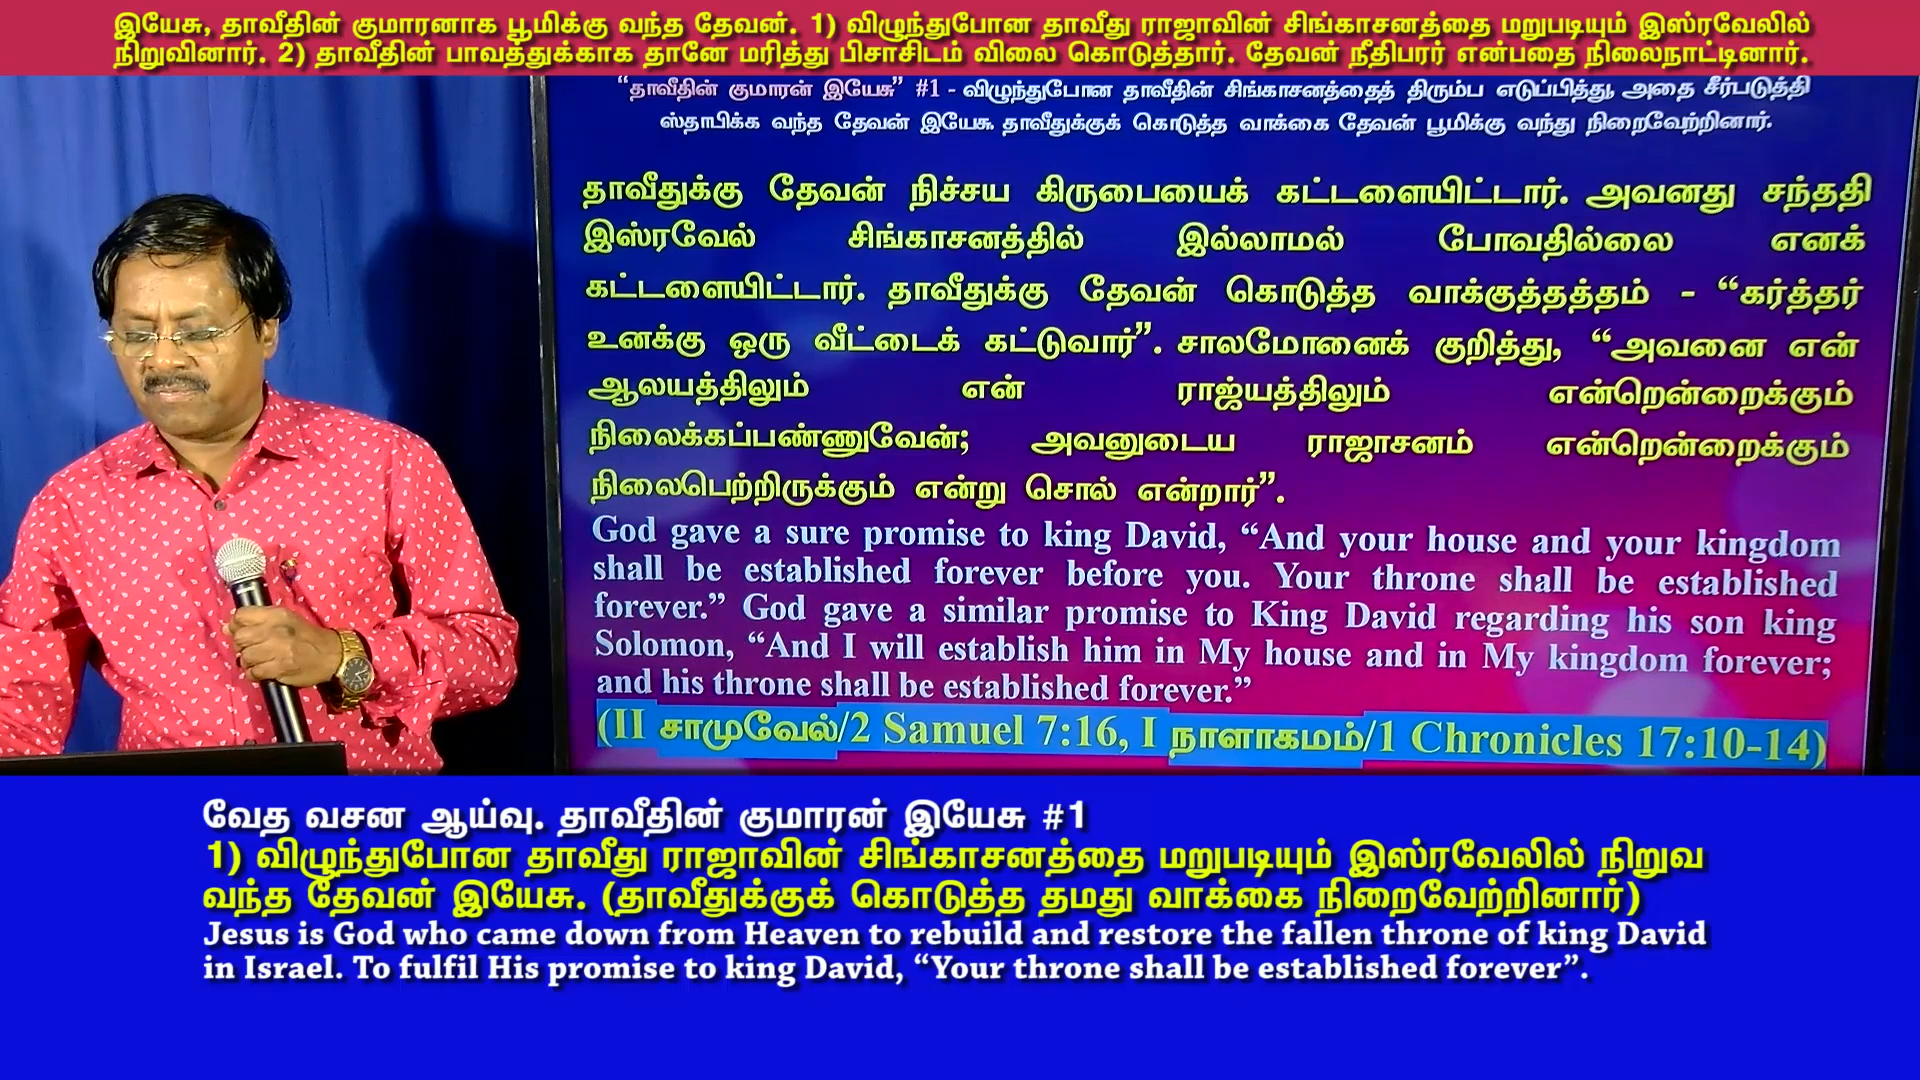 இயேசு, தாவீதின் குமாரனாக பூமிக்கு வந்த தேவன். 1) விழுந்துபோன தாவீது ராஜாவின் சிங்காசனத்தை மறுபடியும் இஸ்ரவேலில்
நிறுவினார். 2) தாவீதின் பாவத்துக்காக தானே மரித்து பிசாசிடம் விலை கொடுத்தார். தேவன் நீதிபரர் என்பதை நிலைநாட்டினார்.
“தாவீதின் குமாரன் இயேசு” #1 - விழுந்துபோன தாவீதின் சிங்காசனத்தைத் திரும்ப எடுப்பித்து, அதை சீர்படுத்தி
ஸ்தாபிக்க வந்த தேவன் இயேசு. தாவீதுக்குக் கொடுத்த வாக்கை தேவன் பூமிக்கு வந்து நிறைவேற்றினார்.
தாவீதுக்கு தேவன் நிச்சய கிருபையைக் கட்டளையிட்டார். அவனது சந்ததி
இஸ்ரவேல் சிங்காசனத்தில் இல்லாமல் போவதில்லை எனக்
கட்டளையிட்டார். தாவீதுக்கு தேவன் கொடுத்த வாக்குத்தத்தம் - “கர்த்தர்
உனக்கு ஒரு வீட்டைக் கட்டுவார்”. சாலமோனைக் குறித்து, “அவனை என்
ஆலயத்திலும் என் ராஜ்யத்திலும் என்றென்றைக்கும்
நிலைக்கப்பண்ணுவேன்; அவனுடைய ராஜாசனம் என்றென்றைக்கும்
நிலைபெற்றிருக்கும் என்று சொல் என்றார்”.
God gave a sure promise to king David, “And your house and your kingdom
shall be established forever before you. Your throne shall be established
forever.” God gave a similar promise to King David regarding his son king
Solomon, “And I will establish him in My house and in My kingdom forever;
and his throne shall be established forever.”
(II சாமுவேல்/2 Samuel 7:16, I நாளாகமம்/1 Chronicles 17:10-14)
வேத வசன ஆய்வு. தாவீதின் குமாரன் இயேசு #1
1) விழுந்துபோன தாவீது ராஜாவின் சிங்காசனத்தை மறுபடியும் இஸ்ரவேலில் நிறுவ
வந்த தேவன் இயேசு. (தாவீதுக்குக் கொடுத்த தமது வாக்கை நிறைவேற்றினார்)
Jesus is God who came down from Heaven to rebuild and restore the fallen throne of king David
in Israel. To fulfil His promise to king David, “Your throne shall be established forever”.